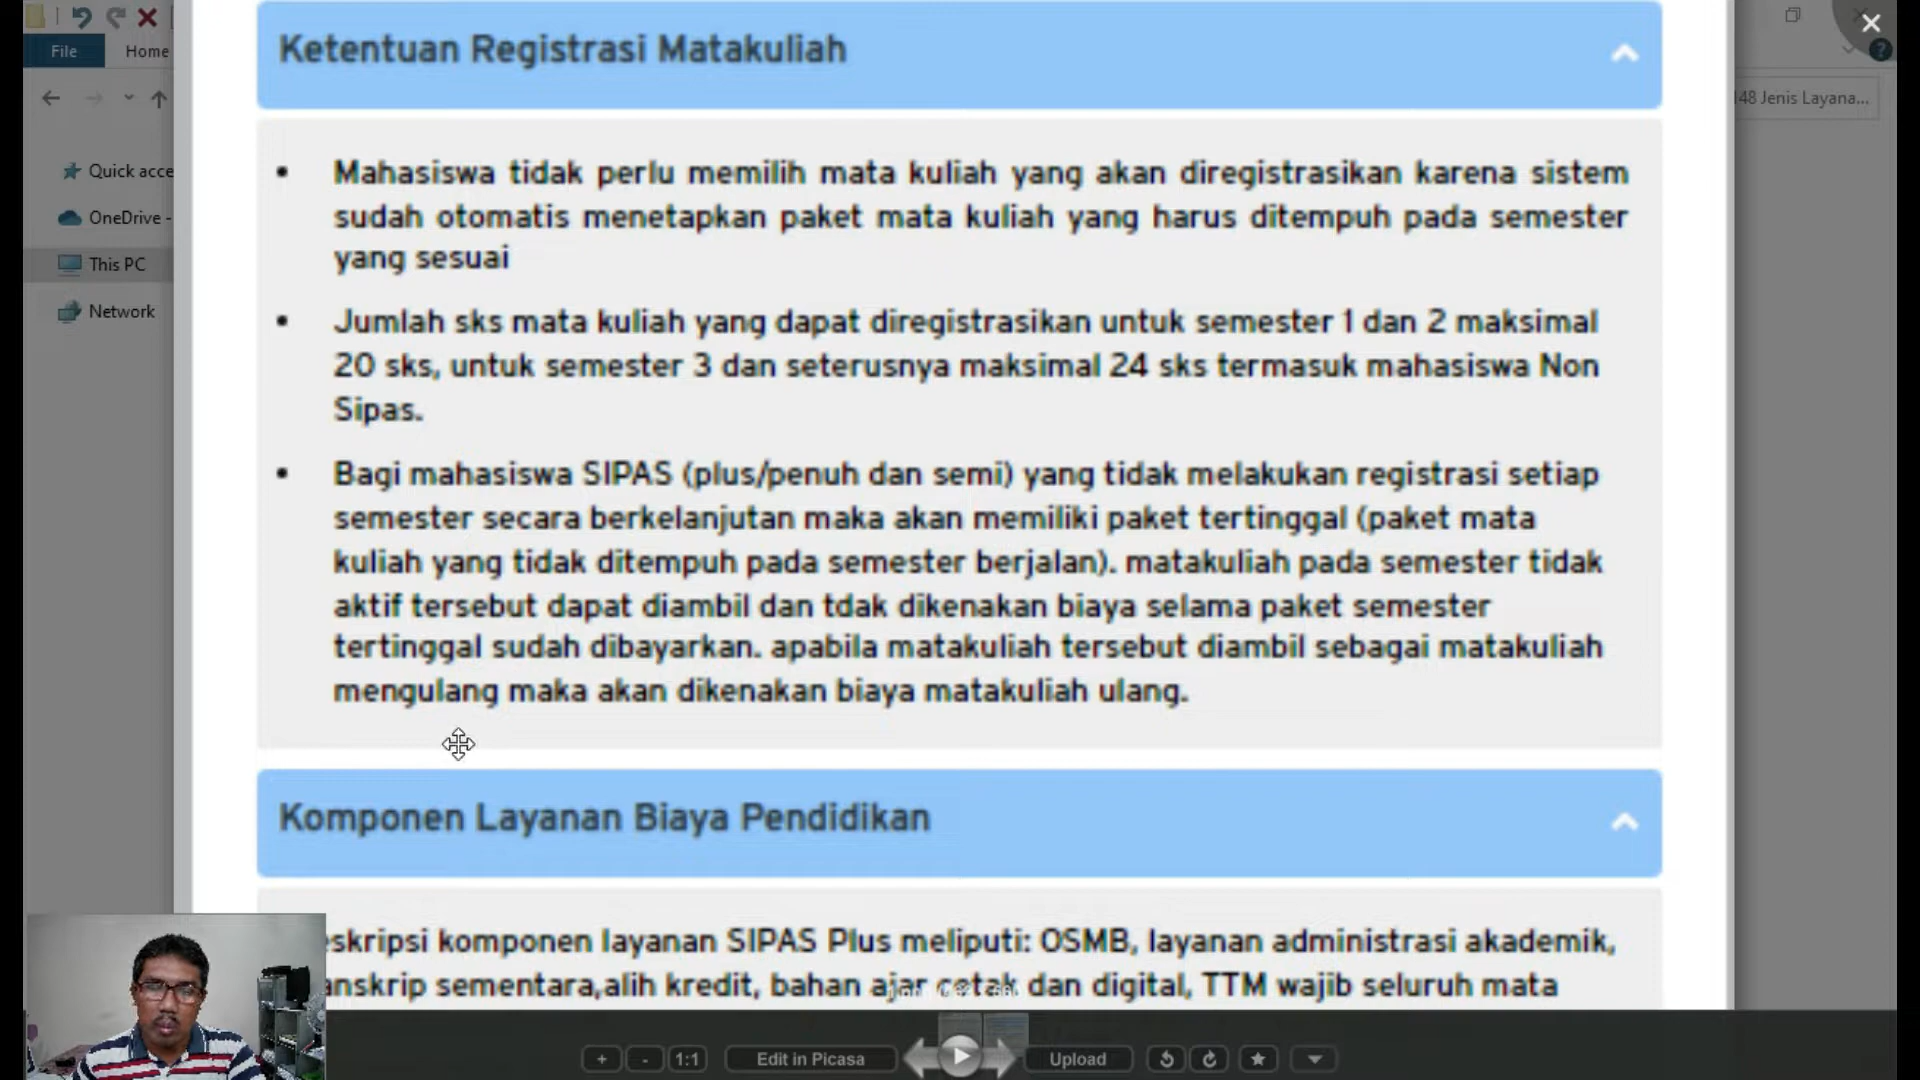 File
Home
148 Jenis Layana...
Quick acce
OneDrive -
This PC
Network
Ketentuan Registrasi Matakuliah
• Mahasiswa tidak perlu memilih mata kuliah yang akan diregistrasikan karena sistem
sudah otomatis menetapkan paket mata kuliah yang harus ditempuh pada semester
yang sesuai
• Jumlah sks mata kuliah yang dapat diregistrasikan untuk semester 1 dan 2 maksimal
20 sks, untuk semester 3 dan seterusnya maksimal 24 sks termasuk mahasiswa Non
Sipas.
• Bagi mahasiswa SIPAS (plus/penuh dan semi) yang tidak melakukan registrasi setiap
semester secara berkelanjutan maka akan memiliki paket tertinggal (paket mata
kuliah yang tidak ditempuh pada semester berjalan). matakuliah pada semester tidak
aktif tersebut dapat diambil dan tdak dikenakan biaya selama paket semester
tertinggal sudah dibayarkan. apabila matakuliah tersebut diambil sebagai matakuliah
mengulang maka akan dikenakan biaya matakuliah ulang.
Komponen Layanan Biaya Pendidikan
eskripsi komponen layanan SIPAS Plus meliputi: OSMB, layanan administrasi akademik,
anskrip sementara,alih kredit, bahan ajar cetak dan digital, TTM wajib seluruh mata
+ - 1:1 Edit in Picasa Upload